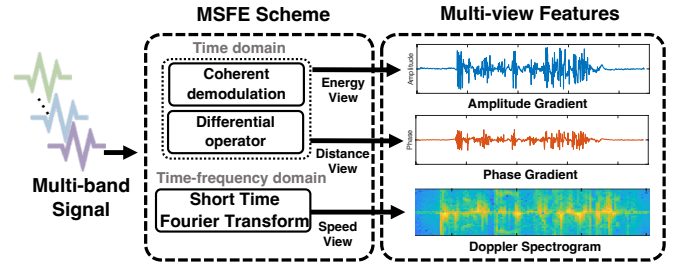 MSFE Scheme
Multi-view Features
Time domain
Coherent
demodulation
Differential
operator
Time-frequency domain
Short Time
Fourier Transform
Multi-band
Signal
Energy
View
Distance
View
Speed
View
Amplitude
Amplitude Gradient
Phase
Phase Gradient
Doppler Spectrogram